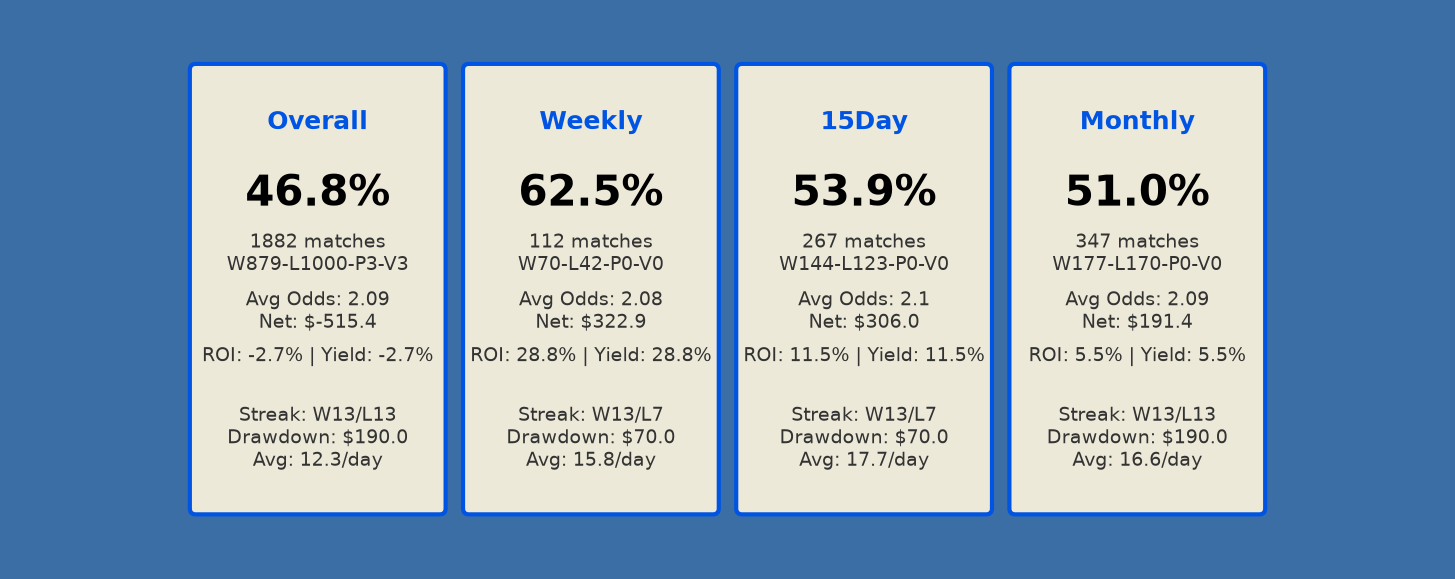 Overall
46.8%
1882 matches
W879-L1000-P3-V3
Avg Odds: 2.09
Net: $-515.4
ROI: -2.7% | Yield: -2.7%
Streak: W13/L13
Drawdown: $190.0
Avg: 12.3/day
Weekly
62.5%
112 matches
W70-L42-P0-V0
Avg Odds: 2.08
Net: $322.9
ROI: 28.8% | Yield: 28.8%
Streak: W13/L7
Drawdown: $70.0
Avg: 15.8/day
15Day
53.9%
267 matches
W144-L123-P0-V0
Avg Odds: 2.1
Net: $306.0
ROI: 11.5% | Yield: 11.5%
Streak: W13/L7
Drawdown: $70.0
Avg: 17.7/day
Monthly
51.0%
347 matches
W177-L170-P0-V0
Avg Odds: 2.09
Net: $191.4
ROI: 5.5% | Yield: 5.5%
Streak: W13/L13
Drawdown: $190.0
Avg: 16.6/day